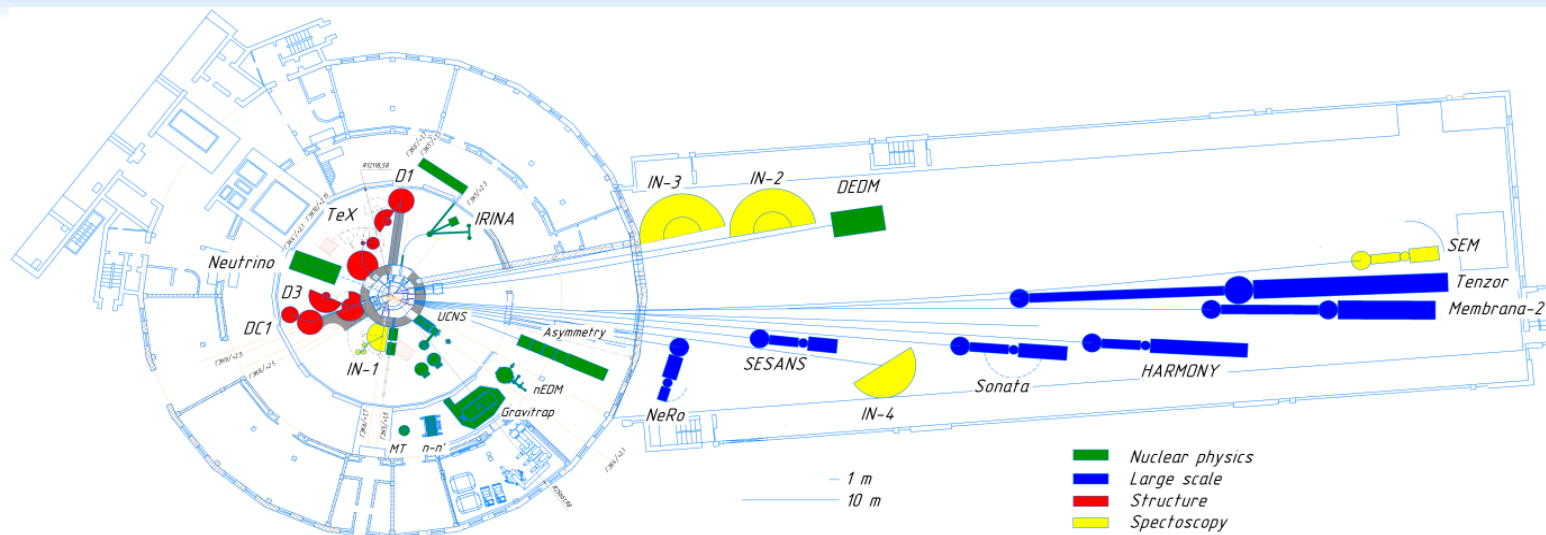 D1
TeX
IRINA
Neutrino
D3
DC1
IN-1
UCNS
Asymmetry
nEDM
Gravitrap
MT
n-n'
IN-3
IN-2
DEDM
SEM
Tenzor
Membrana-2
NeRo
SESANS
IN-4
Sonata
HARMONY
1 m
10 m
Nuclear physics
Large scale
Structure
Spectoscopy